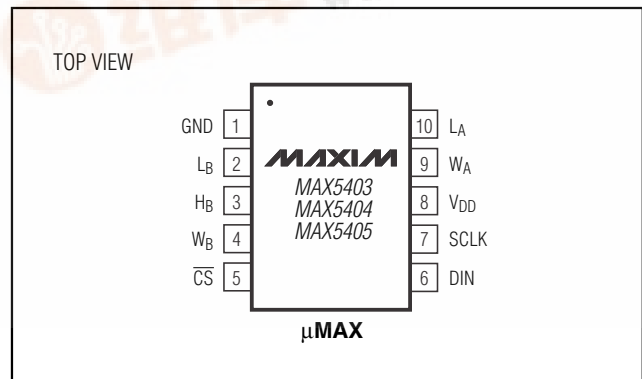 TOP VIEW
GND 1
L_B 2
H_B 3
W_B 4
C̅S̅ 5
MAXIM
MAX5403
MAX5404
MAX5405
10 L_A
9 W_A
8 V_DD
7 SCLK
6 DIN
μMAX